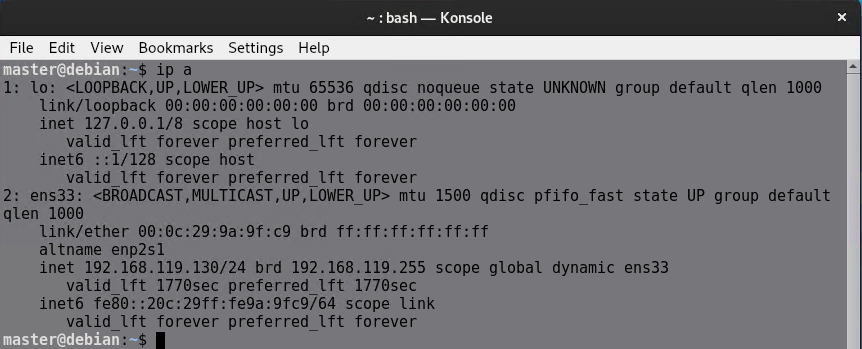 ~ : bash — Konsole
File Edit View Bookmarks Settings Help
master@debian:~$ ip a
1: lo: <LOOPBACK,UP,LOWER_UP> mtu 65536 qdisc noqueue state UNKNOWN group default qlen 1000
    link/loopback 00:00:00:00:00:00 brd 00:00:00:00:00:00
    inet 127.0.0.1/8 scope host lo
       valid_lft forever preferred_lft forever
    inet6 ::1/128 scope host
       valid_lft forever preferred_lft forever
2: ens33: <BROADCAST,MULTICAST,UP,LOWER_UP> mtu 1500 qdisc pfifo_fast state UP group default
qlen 1000
    link/ether 00:0c:29:9a:9f:c9 brd ff:ff:ff:ff:ff:ff
    altname enp2s1
    inet 192.168.119.130/24 brd 192.168.119.255 scope global dynamic ens33
       valid_lft 1770sec preferred_lft 1770sec
    inet6 fe80::20c:29ff:fe9a:9fc9/64 scope link
       valid_lft forever preferred_lft forever
master@debian:~$